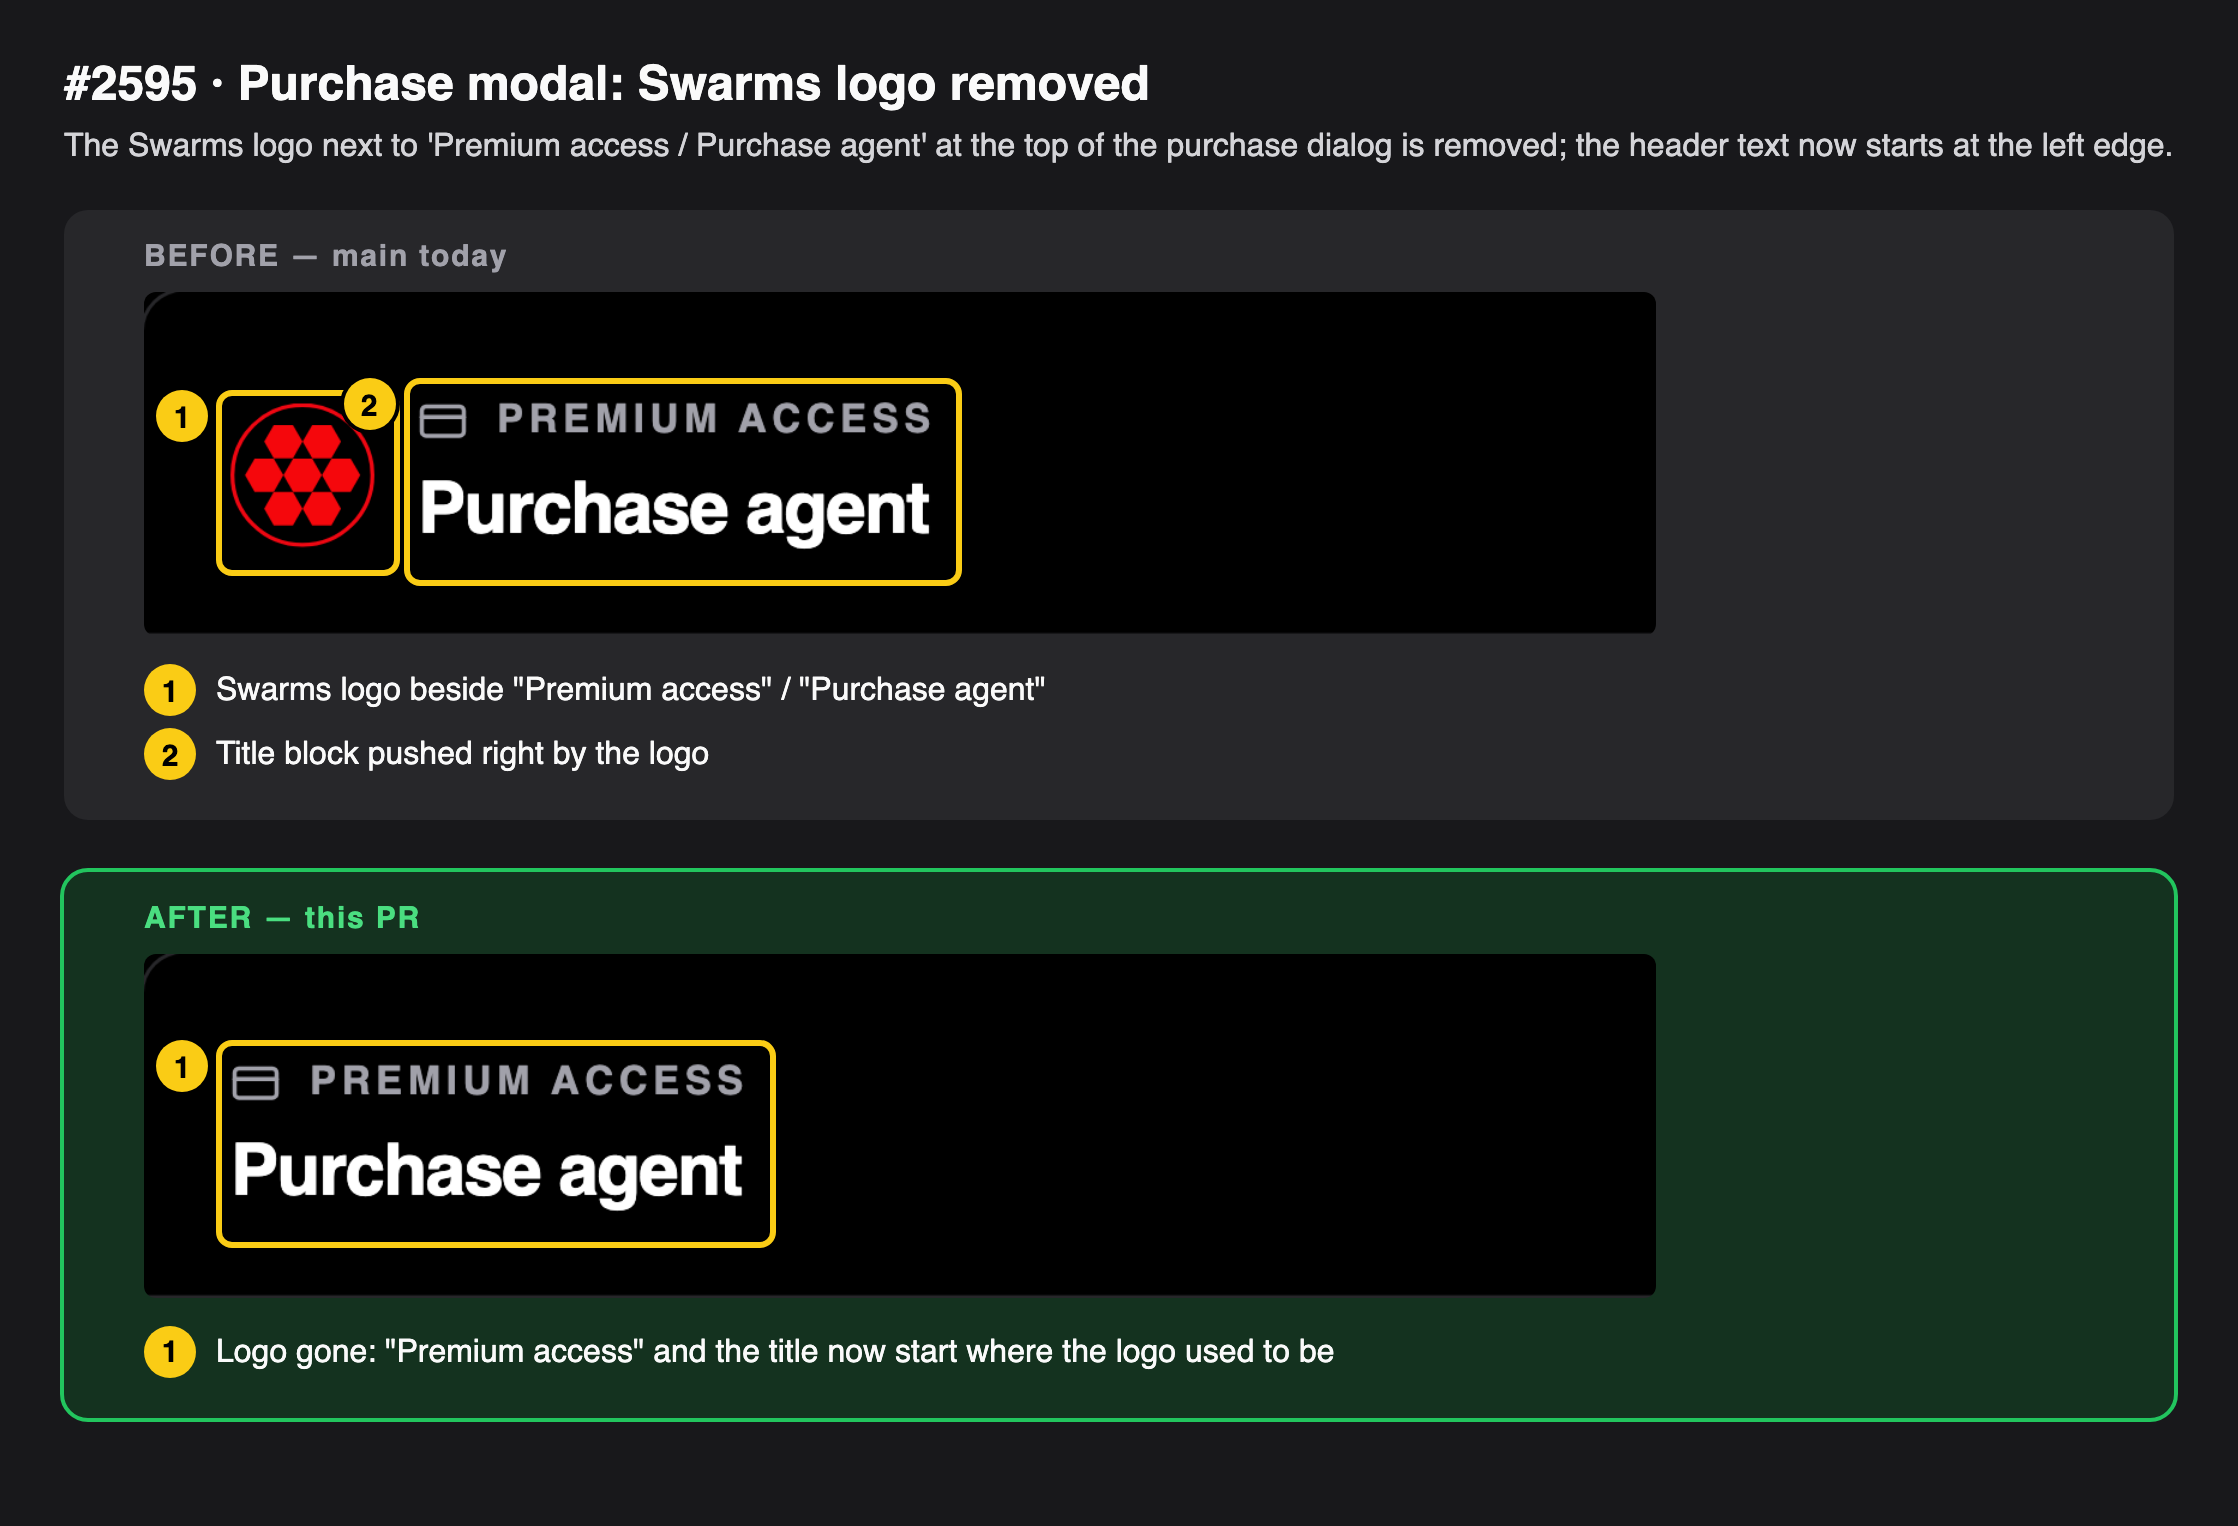 #2595 · Purchase modal: Swarms logo removed
The Swarms logo next to 'Premium access / Purchase agent' at the top of the purchase dialog is removed; the header text now starts at the left edge.
BEFORE — main today
1
2
PREMIUM ACCESS
Purchase agent
1 Swarms logo beside "Premium access" / "Purchase agent"
2 Title block pushed right by the logo
AFTER — this PR
1
PREMIUM ACCESS
Purchase agent
1 Logo gone: "Premium access" and the title now start where the logo used to be